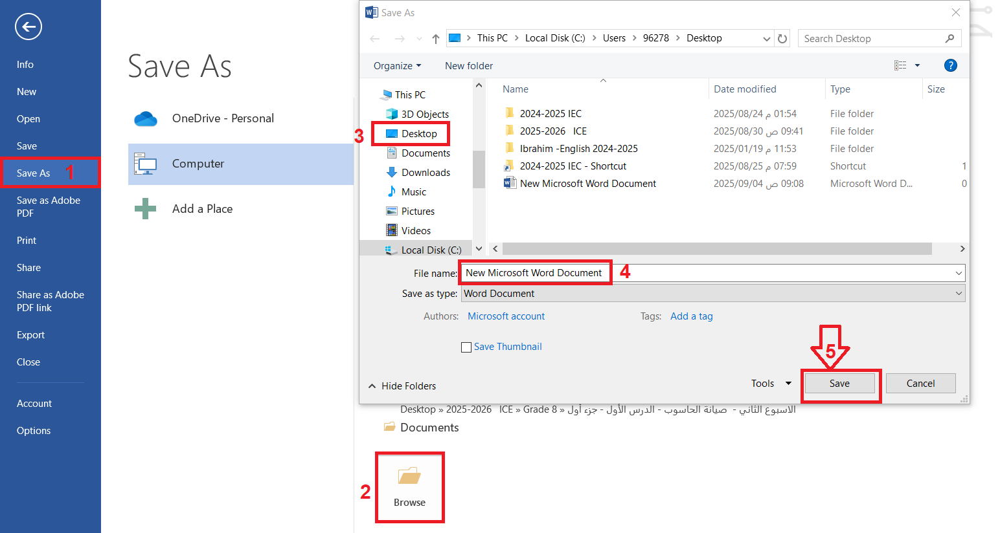 Info
New
Open
Save
Save As 1
Save as Adobe
PDF
Print
Share
Share as Adobe
PDF link
Export
Close
Account
Options
Save As
OneDrive - Personal
Computer
Add a Place
Save As
This PC
Local Disk (C:)
Users
96278
Desktop
Search Desktop
Organize
New folder
?
This PC
3D Objects
3 Desktop
Documents
Downloads
Music
Pictures
Videos
Local Disk (C:)
Name Date modified Type Size
2024-2025 IEC 2025/08/24 م 01:54 File folder
2025-2026 ICE 2025/08/30 ص 09:41 File folder
Ibrahim -English 2024-2025 2025/01/19 م 11:53 File folder
2024-2025 IEC - Shortcut 2025/08/25 م 07:59 Shortcut 1
New Microsoft Word Document 2025/09/04 ص 09:08 Microsoft Word D... 0
File name: New Microsoft Word Document 4
Save as type: Word Document
Authors: Microsoft account Tags: Add a tag
Save Thumbnail
5
Hide Folders Tools Save Cancel
Desktop » 2025-2026 ICE » Grade 8 » الاسبوع الثاني - صيانة الحاسوب - الدرس الأول - جزء أول
Documents
2 Browse